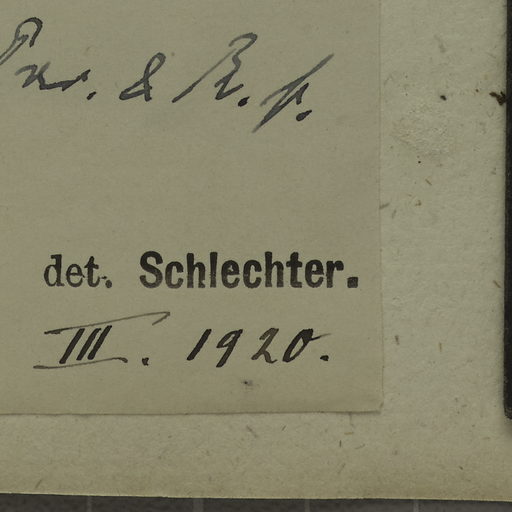 & R. f.
det. Schlechter.
III. 1920.